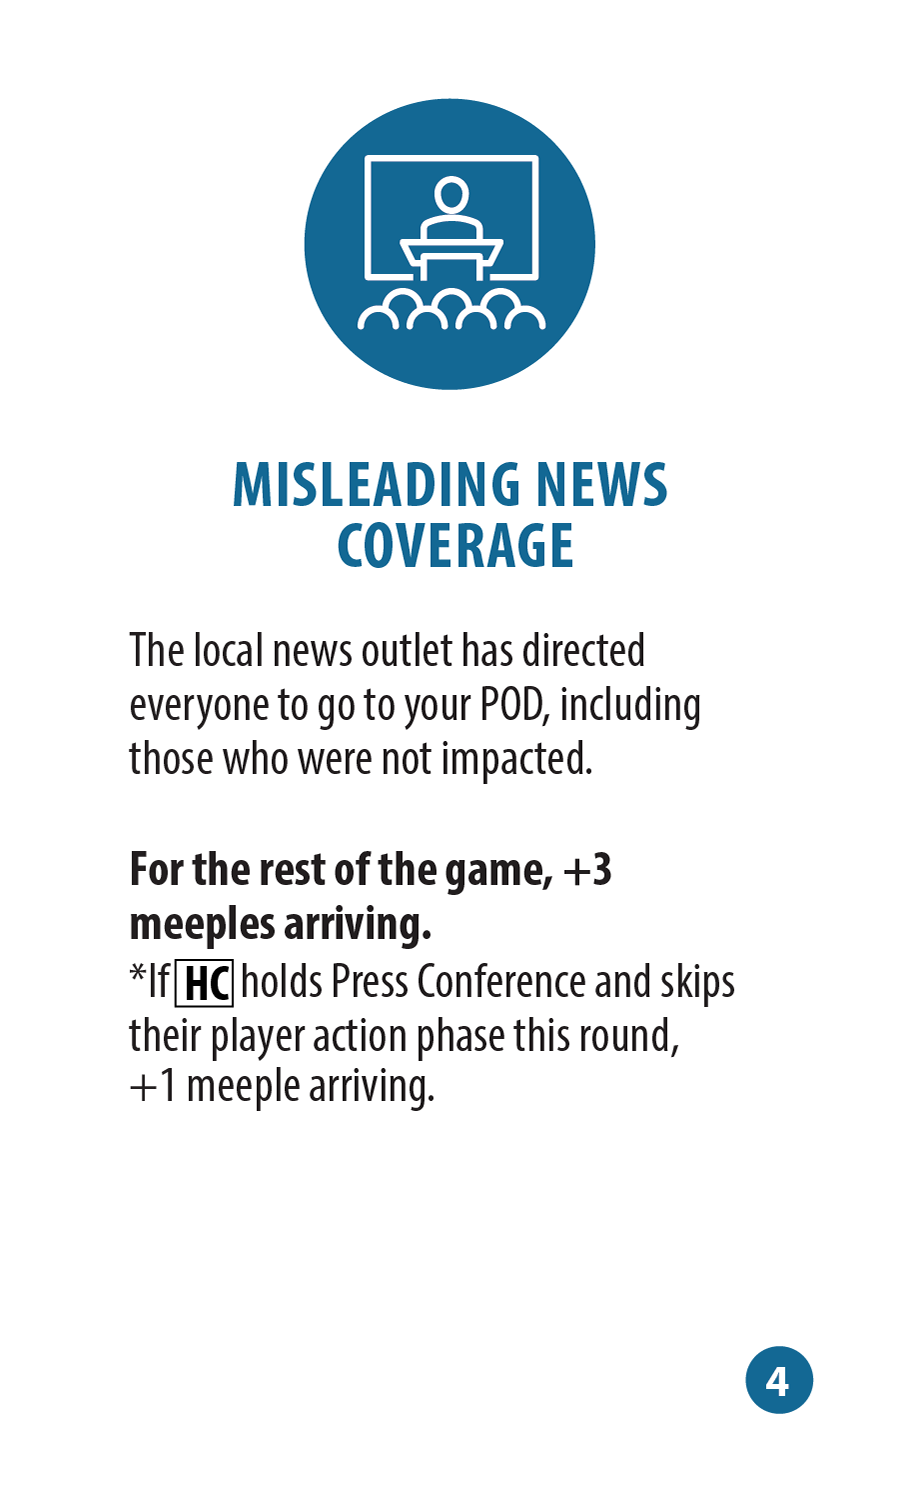 MISLEADING NEWS
COVERAGE
The local news outlet has directed
everyone to go to your POD, including
those who were not impacted.
For the rest of the game, +3
meeples arriving.
*If HC holds Press Conference and skips
their player action phase this round,
+1 meeple arriving.
4